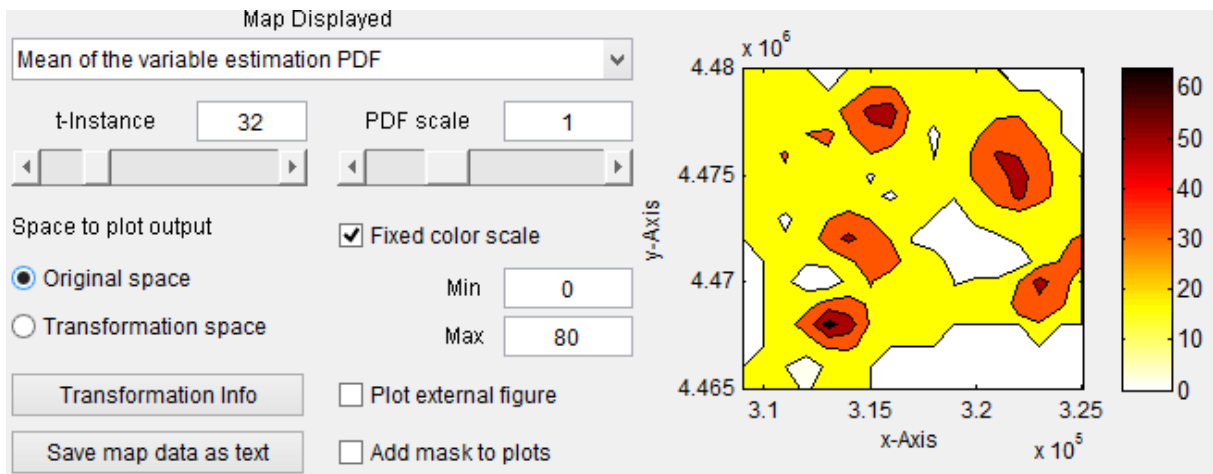 Map Displayed
Mean of the variable estimation PDF
t-Instance 32
PDF scale 1
Space to plot output
Original space
Transformation space
Fixed color scale
Min 0
Max 80
Transformation Info
Save map data as text
Plot external figure
Add mask to plots
x 10^6
4.48
4.475
4.47
4.465
y-Axis
3.1 3.15 3.2 3.25
x-Axis
x 10^5
60
50
40
30
20
10
0